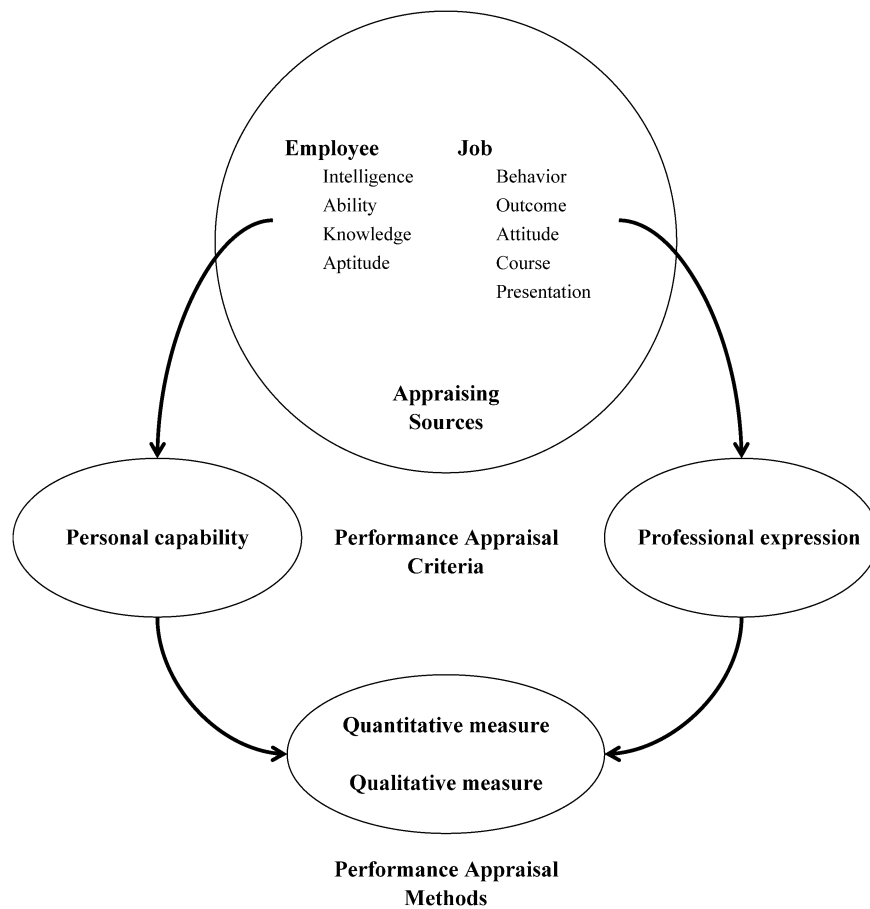 Employee
Intelligence
Ability
Knowledge
Aptitude
Job
Behavior
Outcome
Attitude
Course
Presentation
Appraising
Sources
Personal capability
Performance Appraisal
Criteria
Professional expression
Quantitative measure
Qualitative measure
Performance Appraisal
Methods